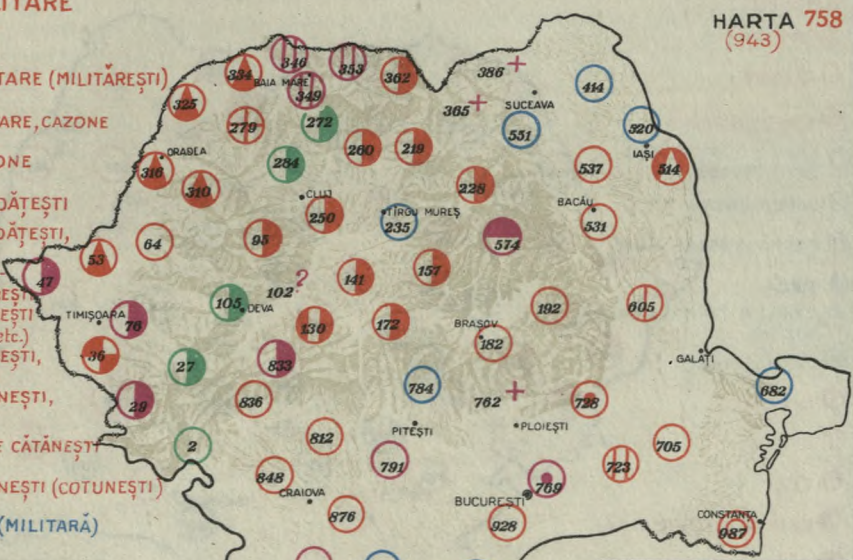 HARTA 758
(943)
TARE (MILITĂREȘTI)
ARE, CAZONE
ONE
DĂȚEȘTI
DĂȚEȘTI,
EȘTI
EȘTI
etc.)
EȘTI,
NEȘTI,
E CĂTĂNEȘTI
NEȘTI (COTUNEȘTI)
(MILITARĂ)
346
353
334
362
386
414
BAIA MARE
349
325
365
SUCEAVA
279
272
551
520
IAȘI
ORADEA
316
284
260
219
537
514
310
228
CLUJ
250
TÎRGU MUREȘ
235
BACĂU
531
64
95
574
53
47
102 ?
141
157
105
DEVA
192
605
TIMIȘOARA
76
130
172
BRAȘOV
182
36
27
833
GALAȚI
784
682
29
836
762
728
PITEȘTI
PLOIEȘTI
2
812
705
791
723
848
CRAIOVA
769
BUCUREȘTI
876
928
CONSTANȚA
987